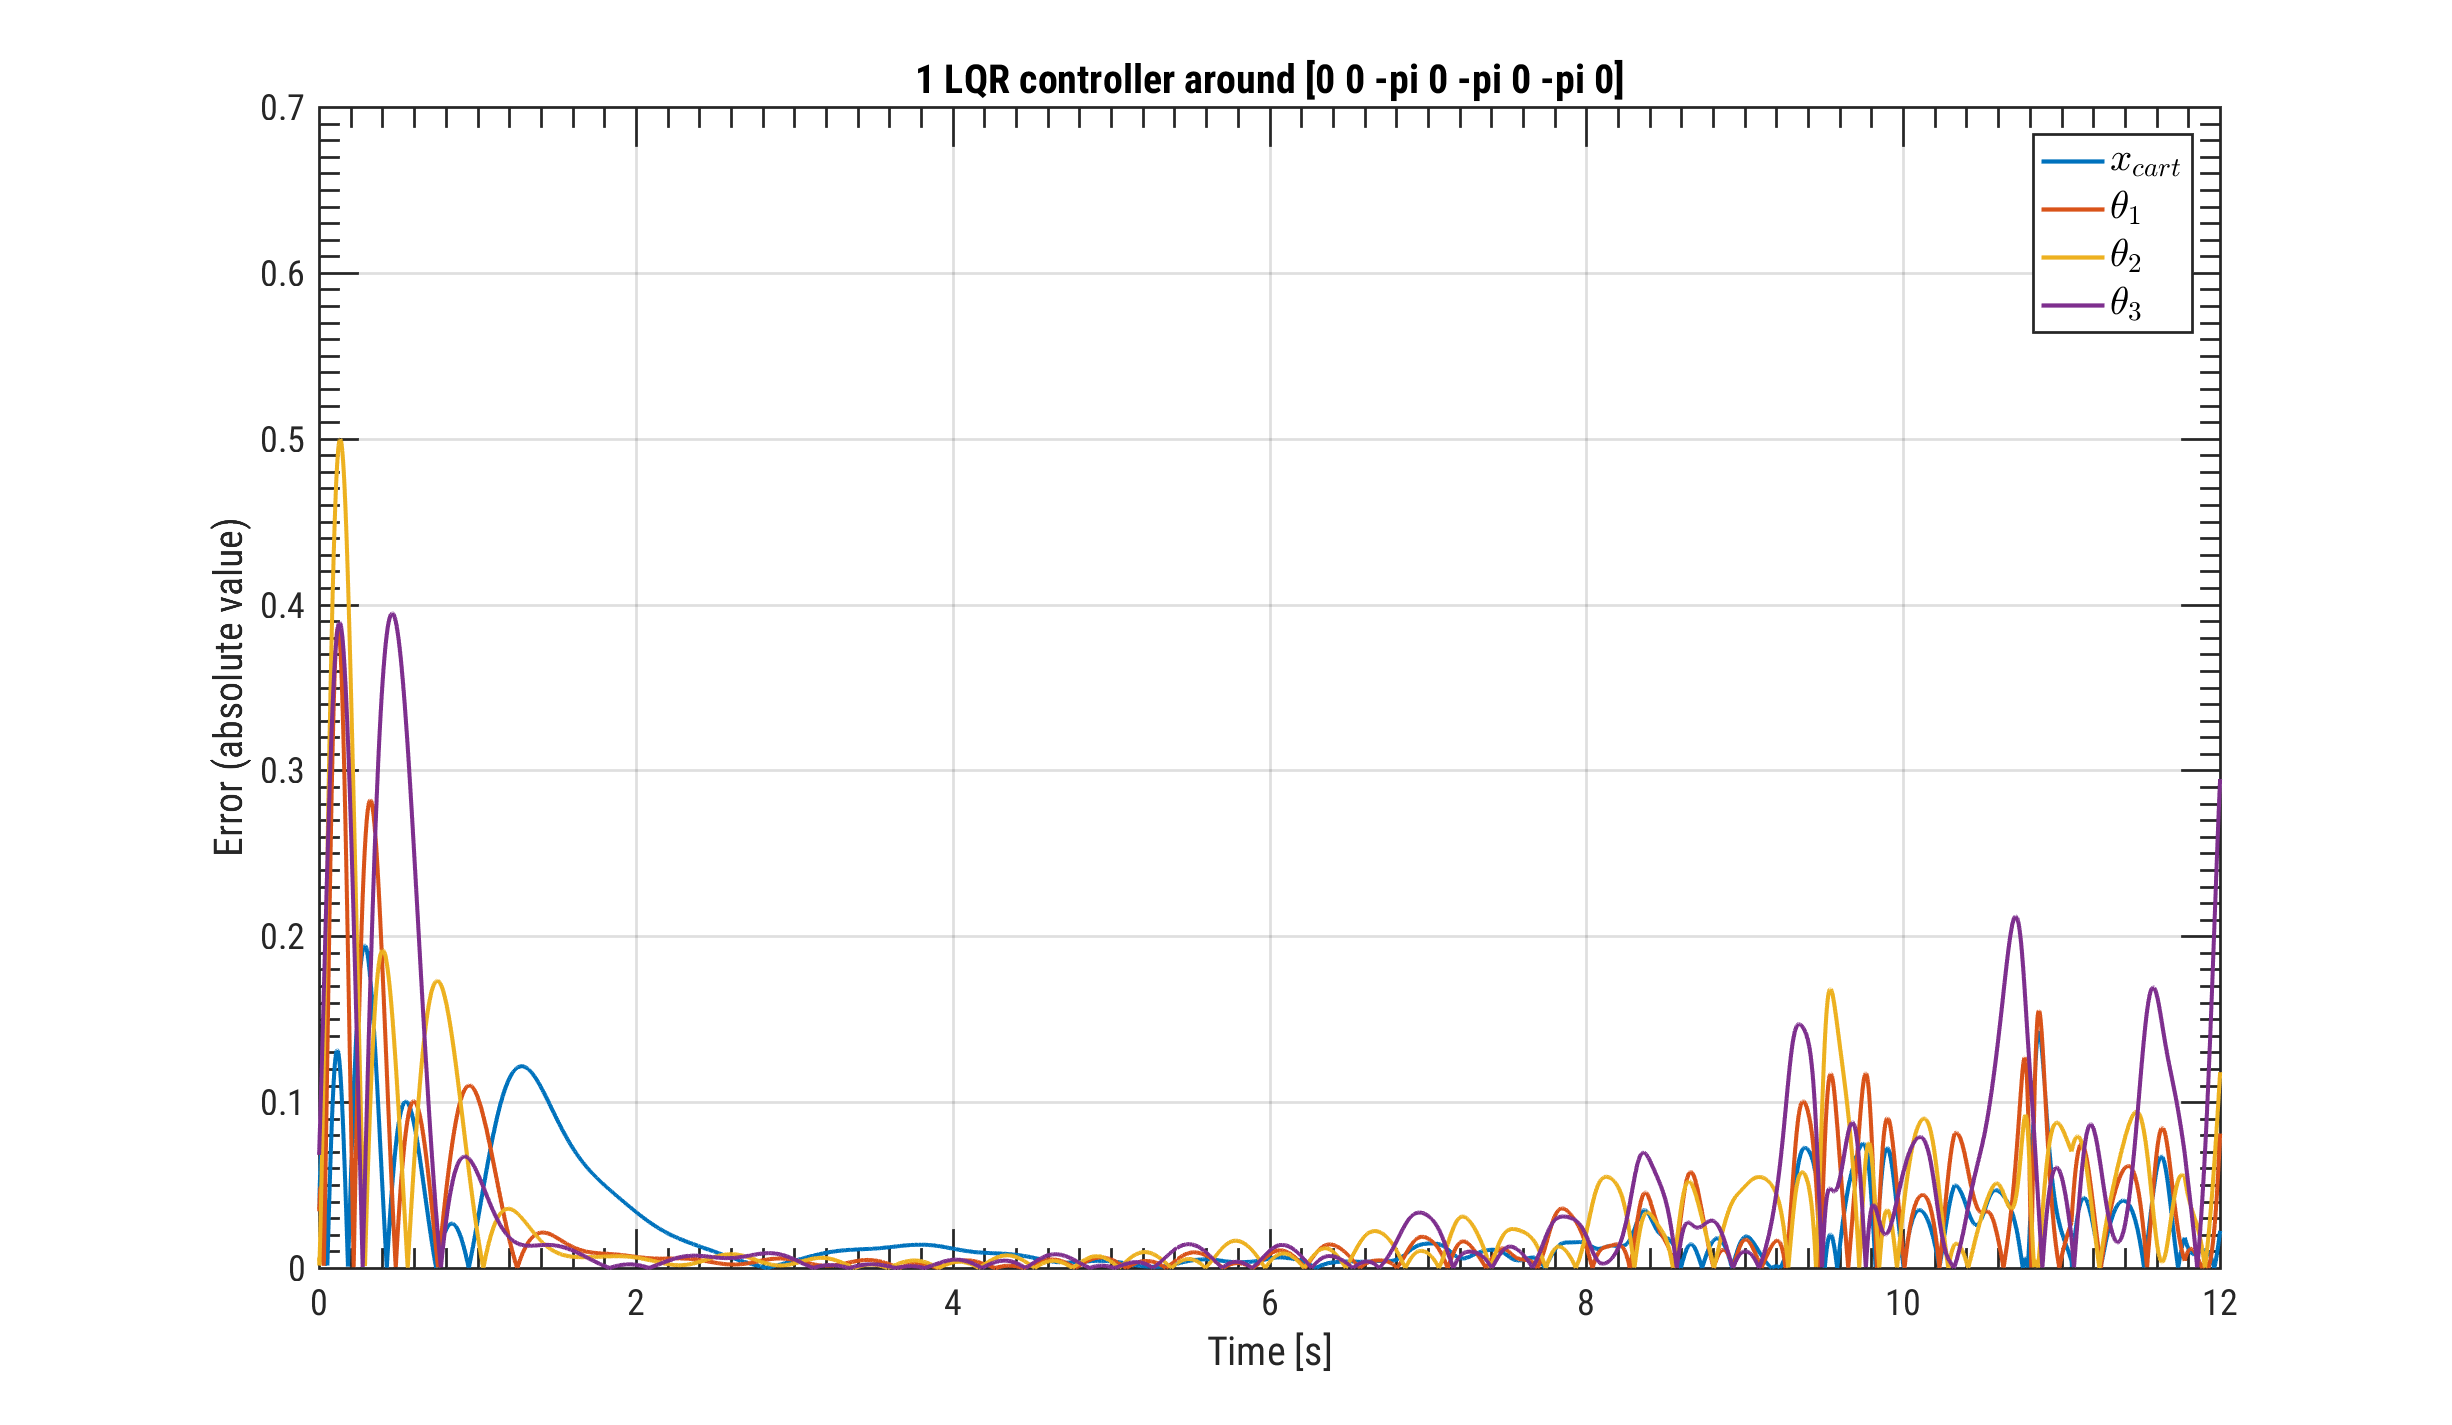 1 LQR controller around [0 0 -pi 0 -pi 0 -pi 0]
0.7
0.6
0.5
0.4
0.3
0.2
0.1
0
Error (absolute value)
x_cart
θ_1
θ_2
θ_3
0 2 4 6 8 10 12
Time [s]